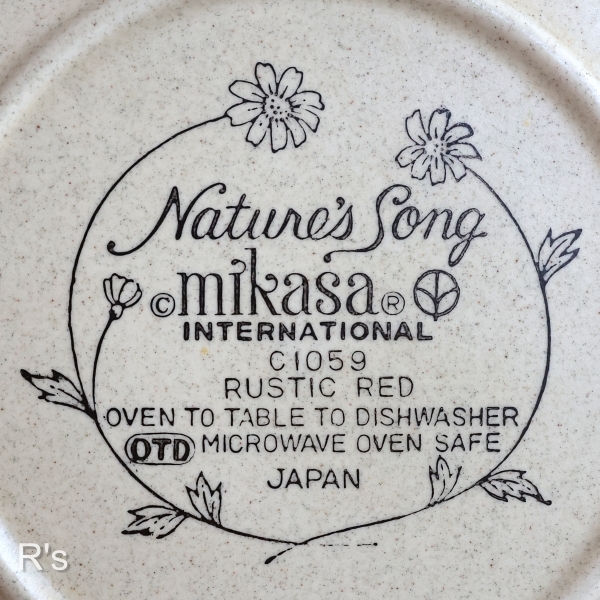 Nature's Song
©mikasa®
INTERNATIONAL
C1059
RUSTIC RED
OVEN TO TABLE TO DISHWASHER
OTD MICROWAVE OVEN SAFE
JAPAN
R's